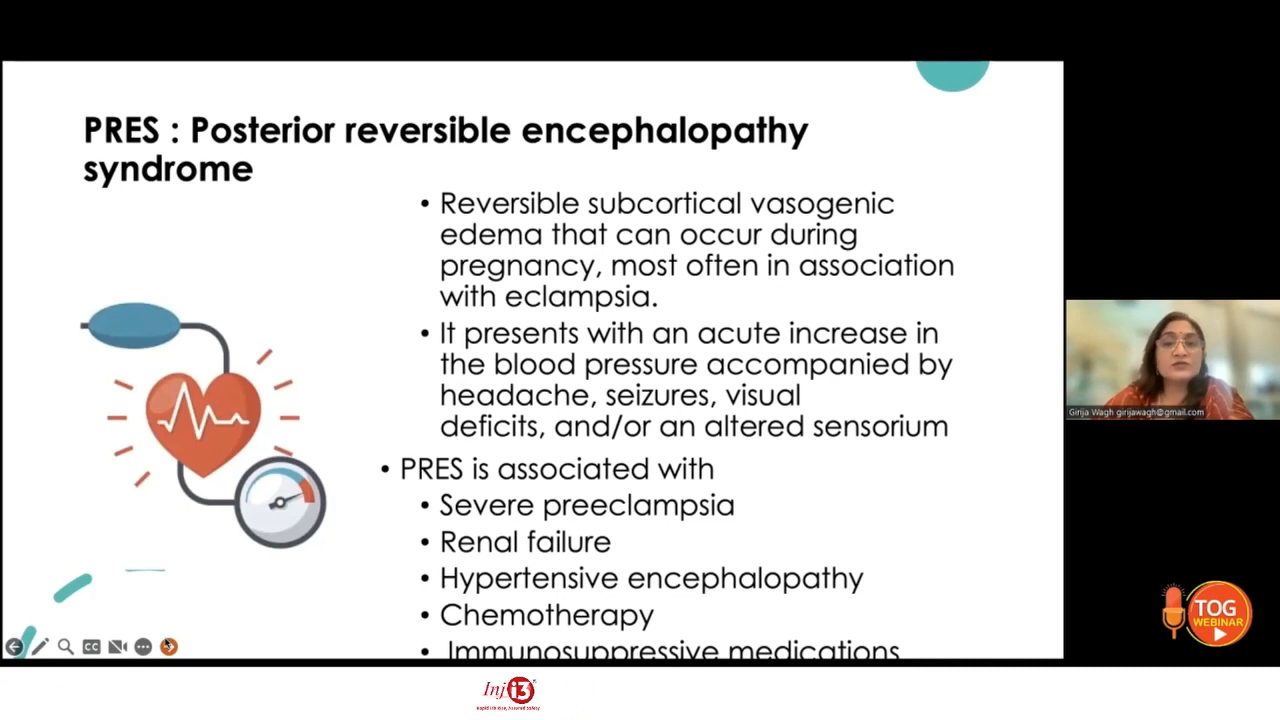 PRES : Posterior reversible encephalopathy
syndrome
• Reversible subcortical vasogenic
edema that can occur during
pregnancy, most often in association
with eclampsia.
• It presents with an acute increase in
the blood pressure accompanied by
headache, seizures, visual
deficits, and/or an altered sensorium
• PRES is associated with
• Severe preeclampsia
• Renal failure
• Hypertensive encephalopathy
• Chemotherapy
• Immunosuppressive medications
CC
Girija Wagh girijawagh@gmail.com
TOG
WEBINAR
Inj i3